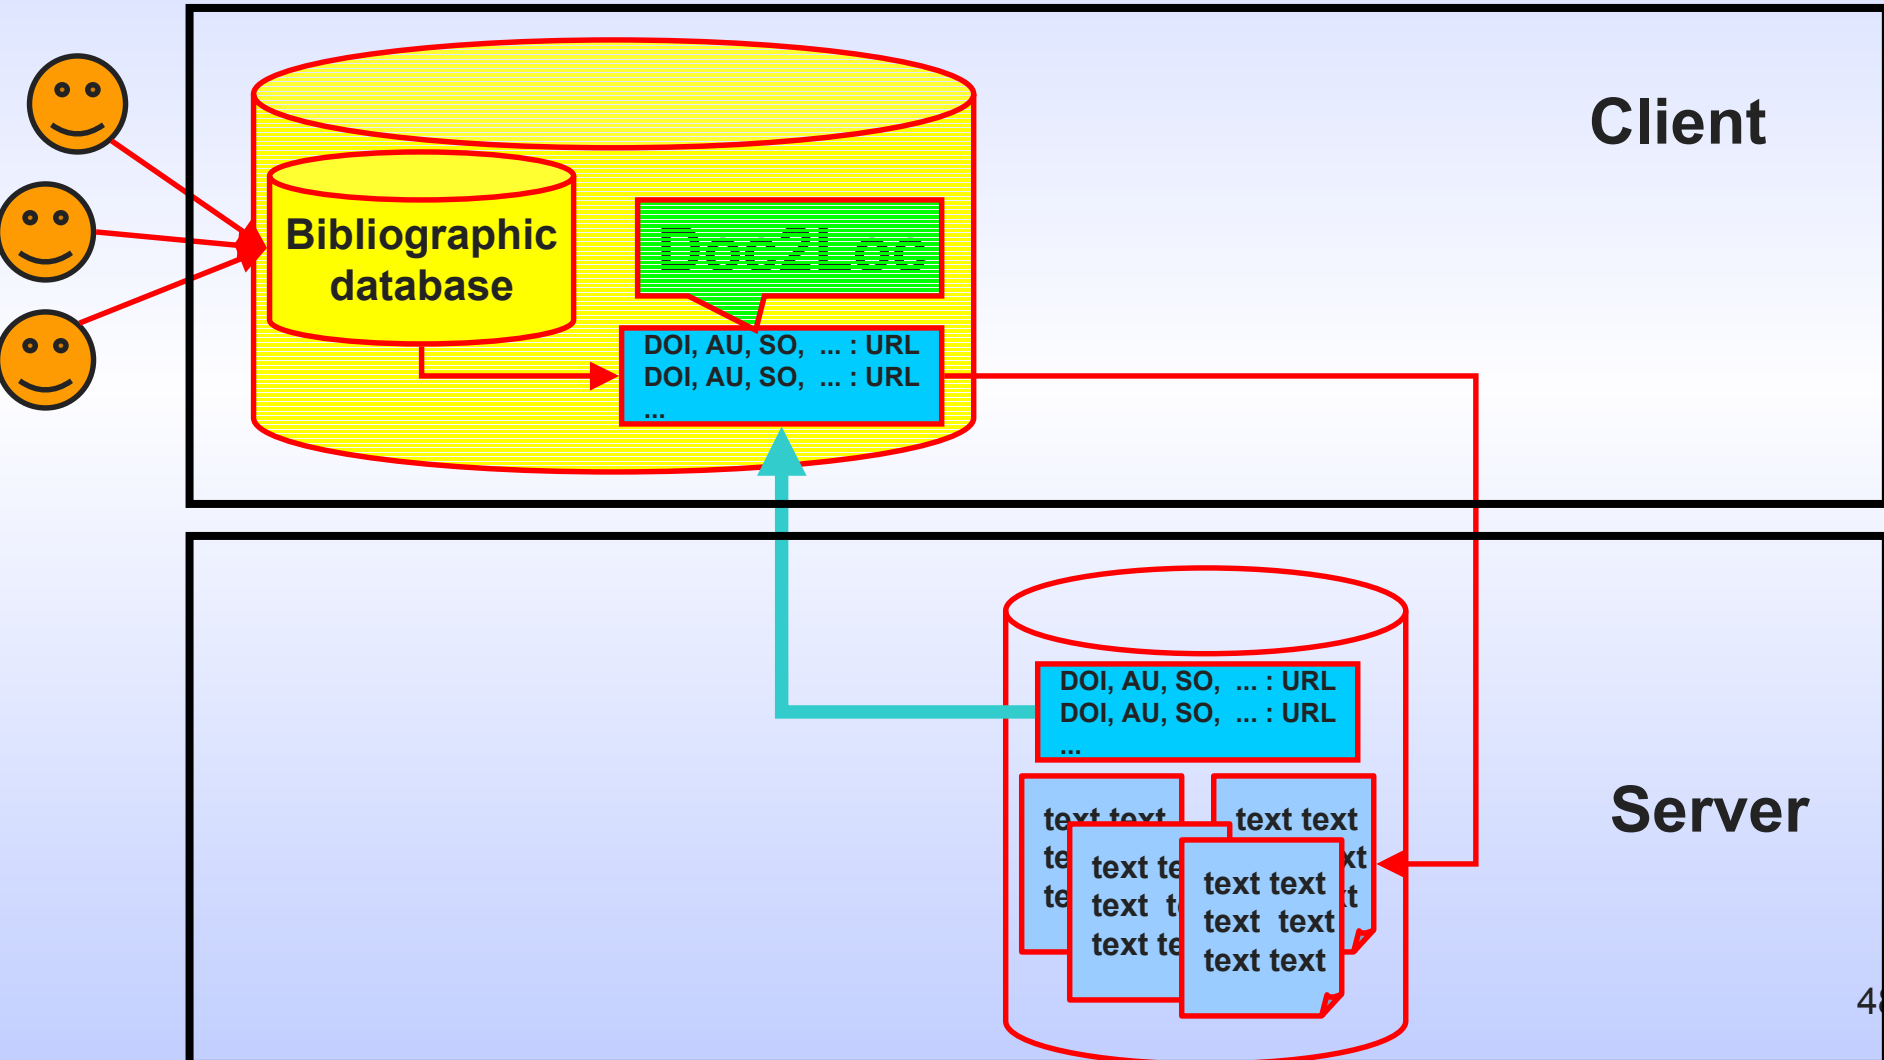 Client
Bibliographic
database
Doc2Loc
DOI, AU, SO, ... : URL
DOI, AU, SO, ... : URL
...
DOI, AU, SO, ... : URL
DOI, AU, SO, ... : URL
...
Server
text text
text text
text text
text text
text text
text text
48